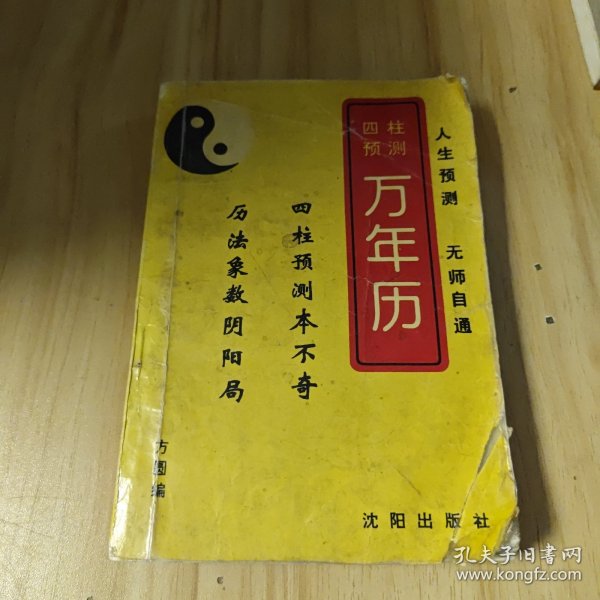 人生预测 无师自通
四柱
预测
万年历
四柱预测本不奇
历法象数阴阳局
方圆编
沈阳出版社
孔夫子旧书网
www.kongfz.com